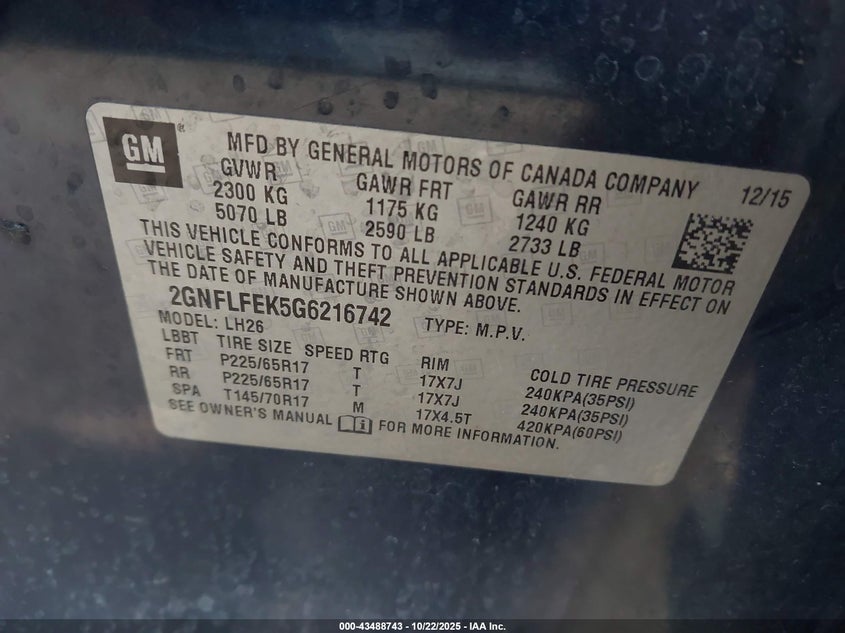 GM
MFD BY GENERAL MOTORS OF CANADA COMPANY 12/15
GVWR GAWR FRT GAWR RR
2300 KG 1175 KG 1240 KG
5070 LB 2590 LB 2733 LB
THIS VEHICLE CONFORMS TO ALL APPLICABLE U.S. FEDERAL MOTOR
VEHICLE SAFETY AND THEFT PREVENTION STANDARDS IN EFFECT ON
THE DATE OF MANUFACTURE SHOWN ABOVE.
2GNFLFEK5G6216742 TYPE: M.P.V.
MODEL: LH26
LBBT TIRE SIZE SPEED RTG RIM COLD TIRE PRESSURE
FRT P225/65R17 T 17X7J 240KPA(35PSI)
RR P225/65R17 T 17X7J 240KPA(35PSI)
SPA T145/70R17 M 17X4.5T 420KPA(60PSI)
SEE OWNER'S MANUAL FOR MORE INFORMATION.
000-43488743 - 10/22/2025 - IAA Inc.